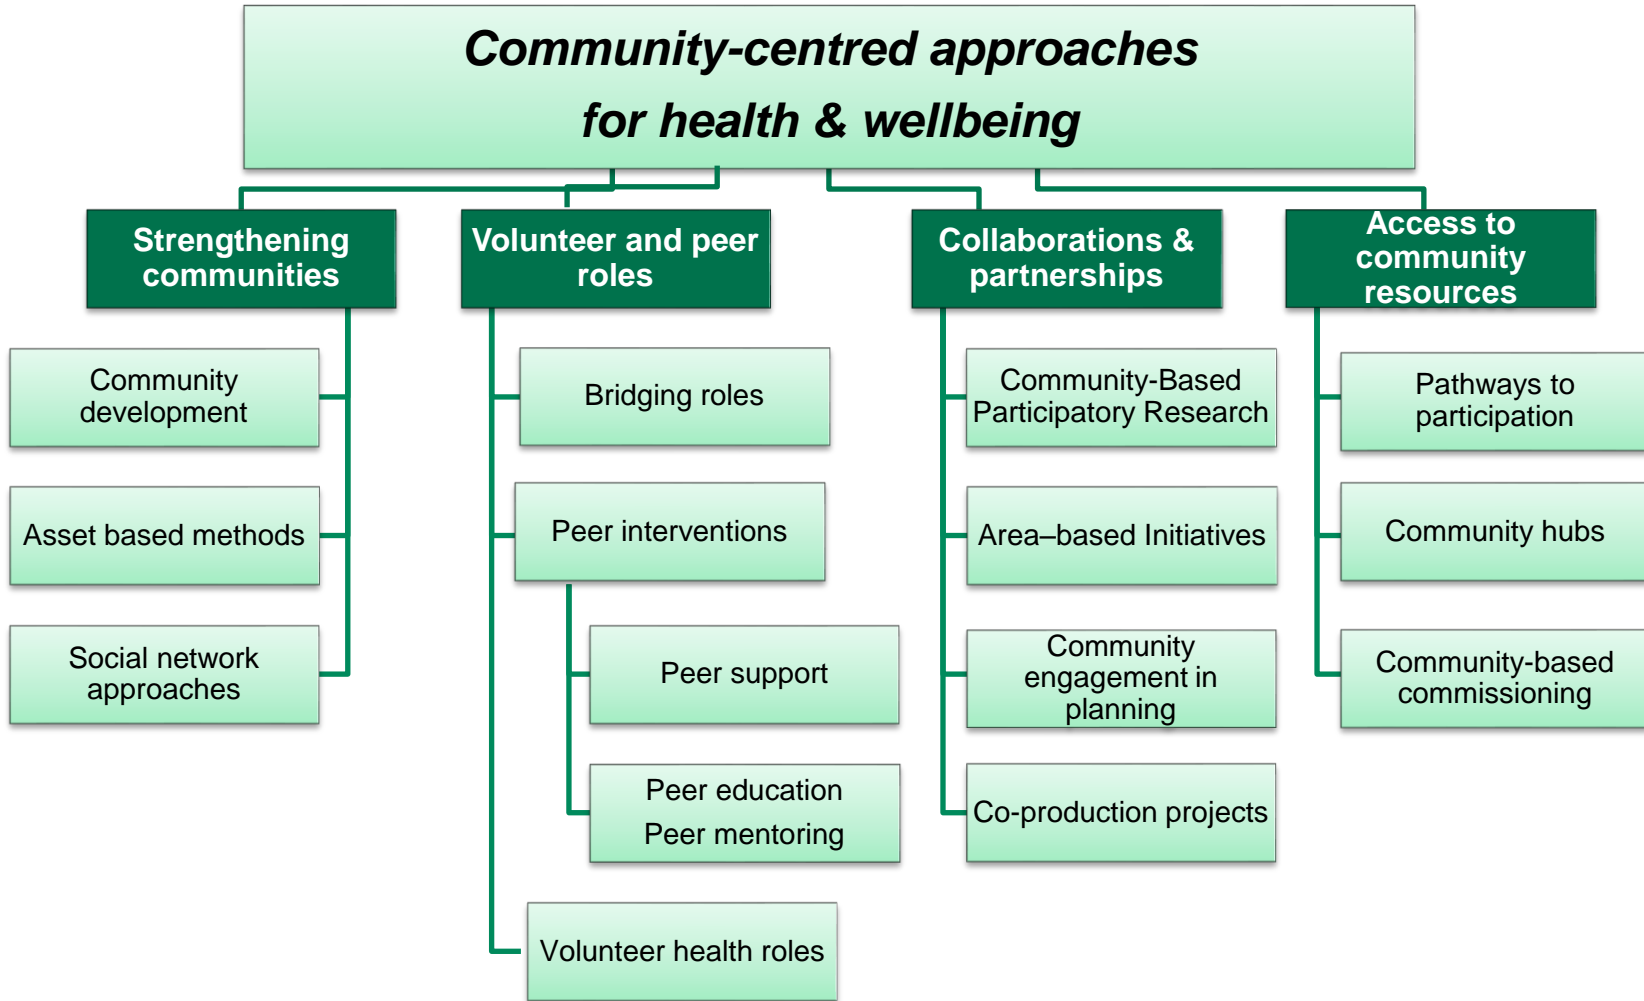 Community-centred approaches
for health & wellbeing
Strengthening
communities
Community
development
Asset based methods
Social network
approaches
Volunteer and peer
roles
Bridging roles
Peer interventions
Peer support
Peer education
Peer mentoring
Volunteer health roles
Collaborations &
partnerships
Community-Based
Participatory Research
Area–based Initiatives
Community
engagement in
planning
Co-production projects
Access to
community
resources
Pathways to
participation
Community hubs
Community-based
commissioning